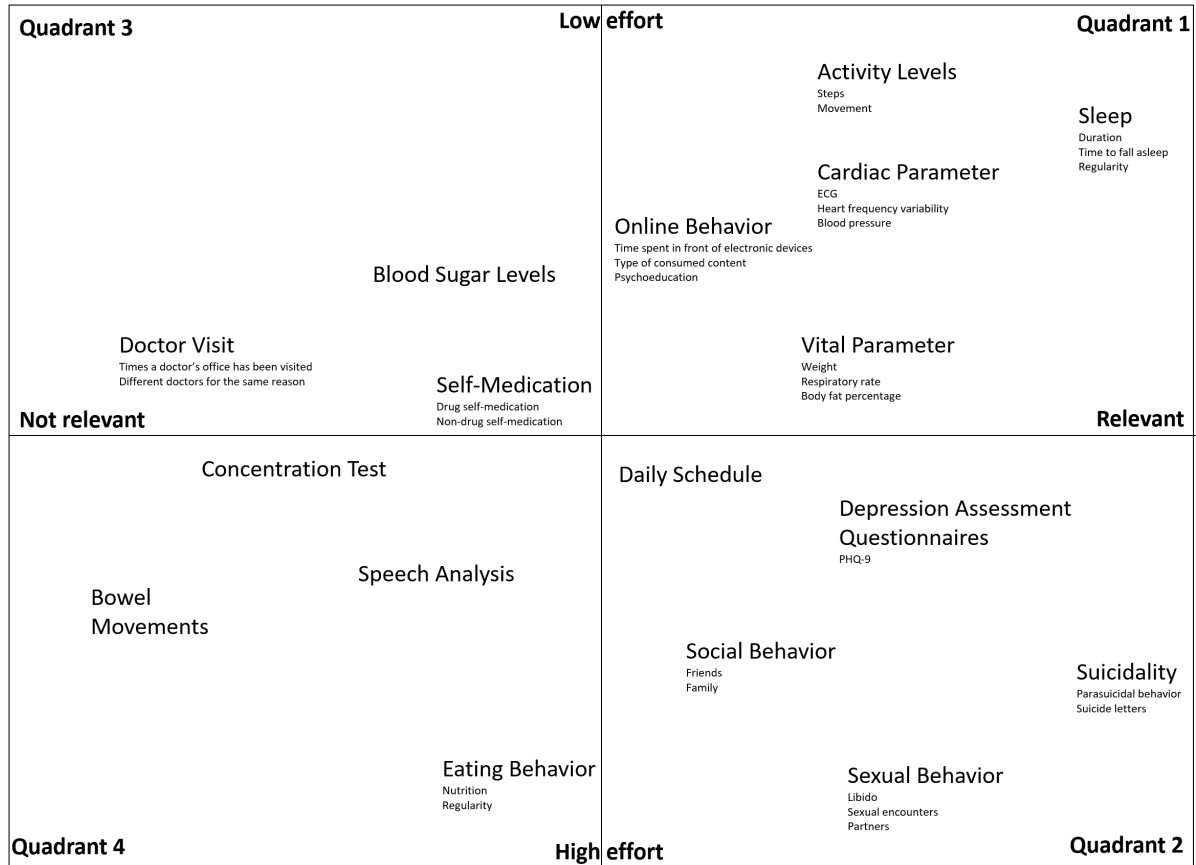 Quadrant 3
Low effort
Quadrant 1
Activity Levels
Steps
Movement
Sleep
Duration
Time to fall asleep
Regularity
Cardiac Parameter
ECG
Heart frequency variability
Blood pressure
Online Behavior
Time spent in front of electronic devices
Type of consumed content
Psychoeducation
Blood Sugar Levels
Doctor Visit
Times a doctor's office has been visited
Different doctors for the same reason
Self-Medication
Drug self-medication
Non-drug self-medication
Vital Parameter
Weight
Respiratory rate
Body fat percentage
Not relevant
Relevant
Concentration Test
Daily Schedule
Depression Assessment
Questionnaires
PHQ-9
Speech Analysis
Bowel
Movements
Social Behavior
Friends
Family
Suicidality
Parasuicidal behavior
Suicide letters
Eating Behavior
Nutrition
Regularity
Sexual Behavior
Libido
Sexual encounters
Partners
Quadrant 4
High effort
Quadrant 2